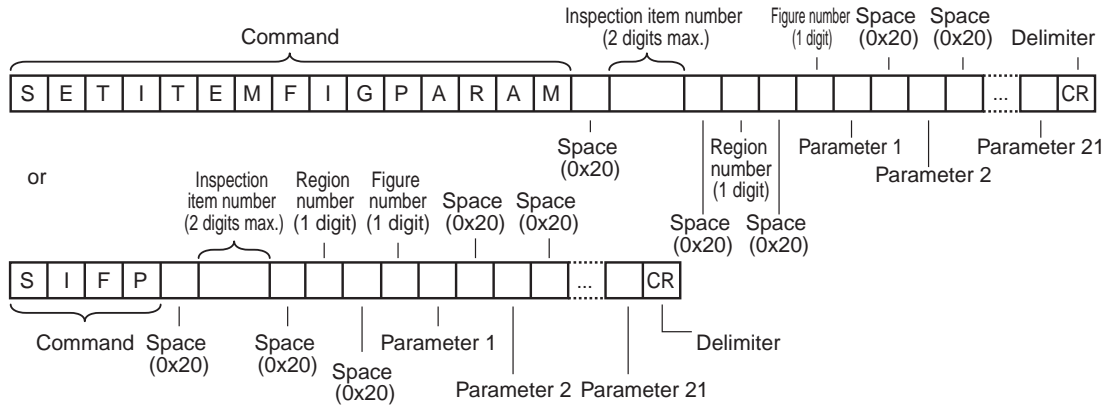 Inspection item number Figure number Space Space
Command (2 digits max.) (1 digit) (0x20) (0x20) Delimiter
S E T I T E M F I G P A R A M ... CR
Space Region Parameter 1 Parameter 21
(0x20) number Parameter 2
(1 digit)
Space Space
(0x20) (0x20)
or
Inspection Region Figure
item number number number Space Space
(2 digits max.) (1 digit) (1 digit) (0x20) (0x20)
S I F P ... CR
Command Space Space Parameter 1 Delimiter
(0x20) (0x20) Space
(0x20) Parameter 2 Parameter 21